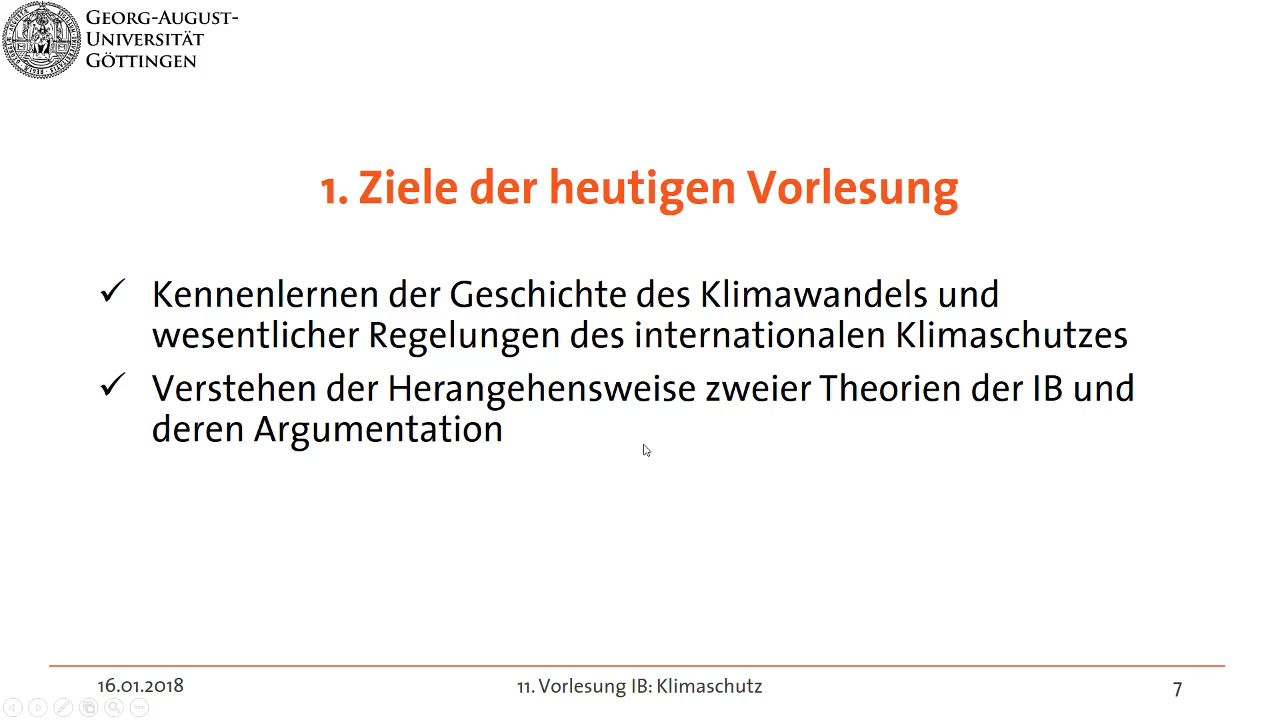 GEORG-AUGUST-
UNIVERSITÄT
GÖTTINGEN
1. Ziele der heutigen Vorlesung
✓ Kennenlernen der Geschichte des Klimawandels und
wesentlicher Regelungen des internationalen Klimaschutzes
✓ Verstehen der Herangehensweise zweier Theorien der IB und
deren Argumentation
16.01.2018
11. Vorlesung IB: Klimaschutz
7